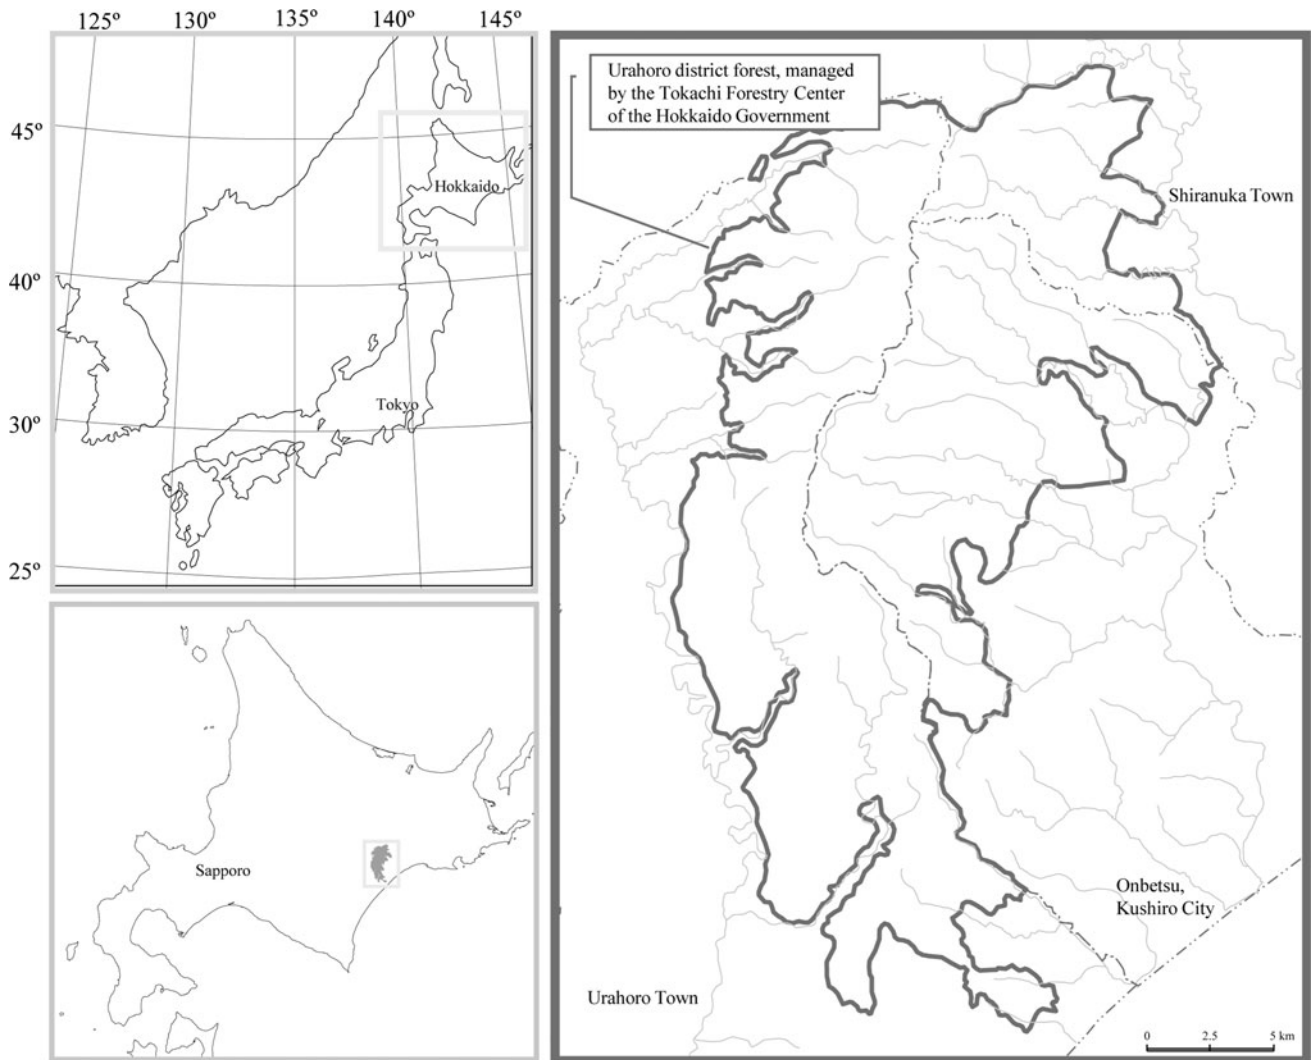 125º 130º 135º 140º 145º
45º
40º
30º
25º
Hokkaido
Tokyo
Sapporo
Urahoro district forest, managed
by the Tokachi Forestry Center
of the Hokkaido Government
Shiranuka Town
Onbetsu,
Kushiro City
Urahoro Town
0 2.5 5 km